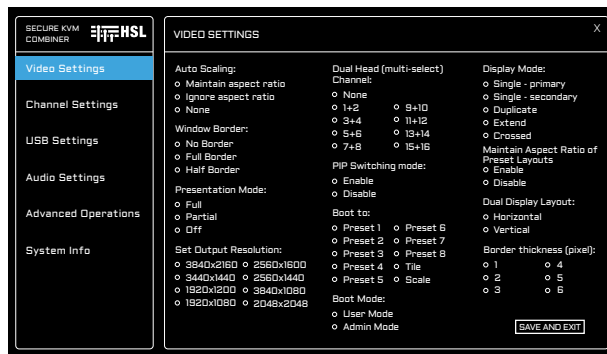 SECURE KVM
COMBINER
HSL
VIDEO SETTINGS
X
Video Settings
Channel Settings
USB Settings
Audio Settings
Advanced Operations
System Info
Auto Scaling:
Maintain aspect ratio
Ignore aspect ratio
None
Window Border:
No Border
Full Border
Half Border
Presentation Mode:
Full
Partial
Off
Set Output Resolution:
3840x2160 2560x1600
3440x1440 2560x1440
1920x1200 3840x1080
1920x1080 2048x2048
Dual Head (multi-select)
Channel:
None
1+2 9+10
3+4 11+12
5+6 13+14
7+8 15+16
PIP Switching mode:
Enable
Disable
Boot to:
Preset 1 Preset 6
Preset 2 Preset 7
Preset 3 Preset 8
Preset 4 Tile
Preset 5 Scale
Boot Mode:
User Mode
Admin Mode
Display Mode:
Single - primary
Single - secondary
Duplicate
Extend
Crossed
Maintain Aspect Ratio of
Preset Layouts
Enable
Disable
Dual Display Layout:
Horizontal
Vertical
Border thickness (pixel):
1 4
2 5
3 6
SAVE AND EXIT